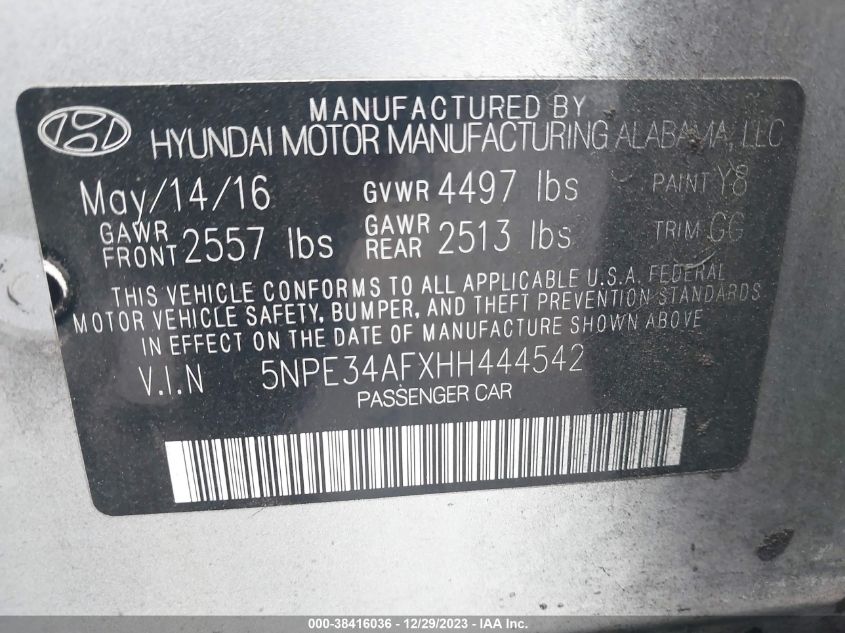 MANUFACTURED BY
HYUNDAI MOTOR MANUFACTURING ALABAMA, LLC
May/14/16 GVWR 4497 lbs PAINT Y8
GAWR FRONT 2557 lbs GAWR REAR 2513 lbs TRIM GG
THIS VEHICLE CONFORMS TO ALL APPLICABLE U.S.A. FEDERAL
MOTOR VEHICLE SAFETY, BUMPER, AND THEFT PREVENTION STANDARDS
IN EFFECT ON THE DATE OF MANUFACTURE SHOWN ABOVE
V.I.N 5NPE34AFXHH444542
PASSENGER CAR
000-38416036 - 12/29/2023 - IAAI.COM